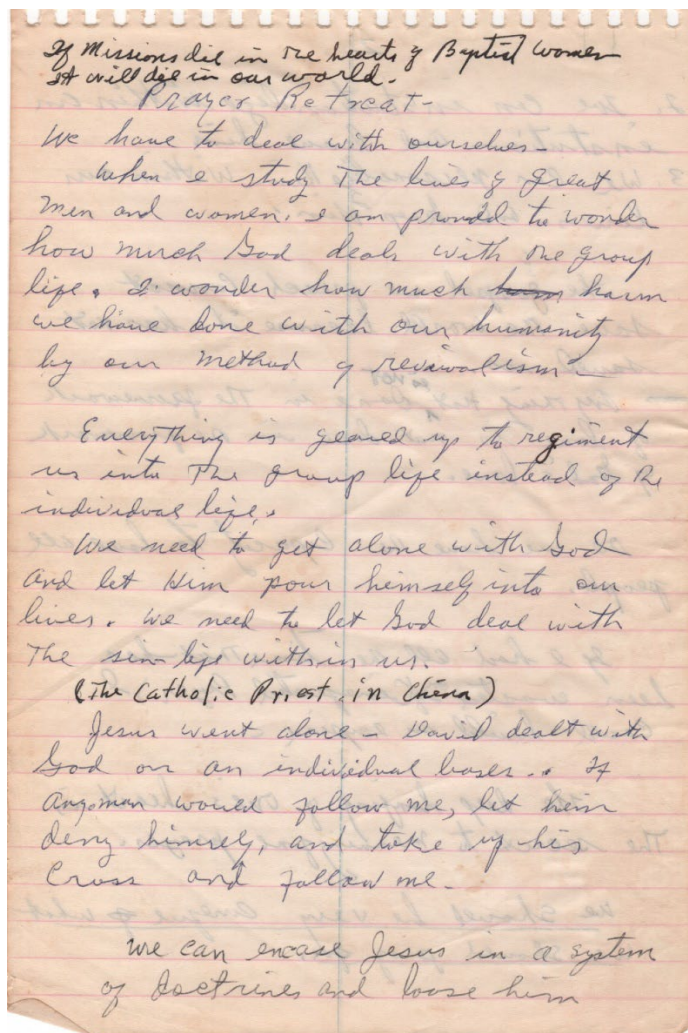 If Missions die in the hearts of Baptist women
It will die in our world.
Prayer Retreat -
We have to deal with ourselves -
When I study The lives of great
men and women. I am provd. to wonder
how much God deals with the group
life. I wonder how much harm harm
we have done with our humanity
by our method of revivalism -
Everything is geared up to regiment
us into The group life instead of the
individual life.
We need to get alone with God
and let Him pour himself into our
lives. We need to let God deal with
The sin life within us.
(The Catholic Priest in China)
Jesus went alone - David dealt with
God on an individual bases.. If
any man would follow me, let him
deny himself, and take up his
Cross and follow me.
We can encase Jesus in a system
of Doctrines and loose him